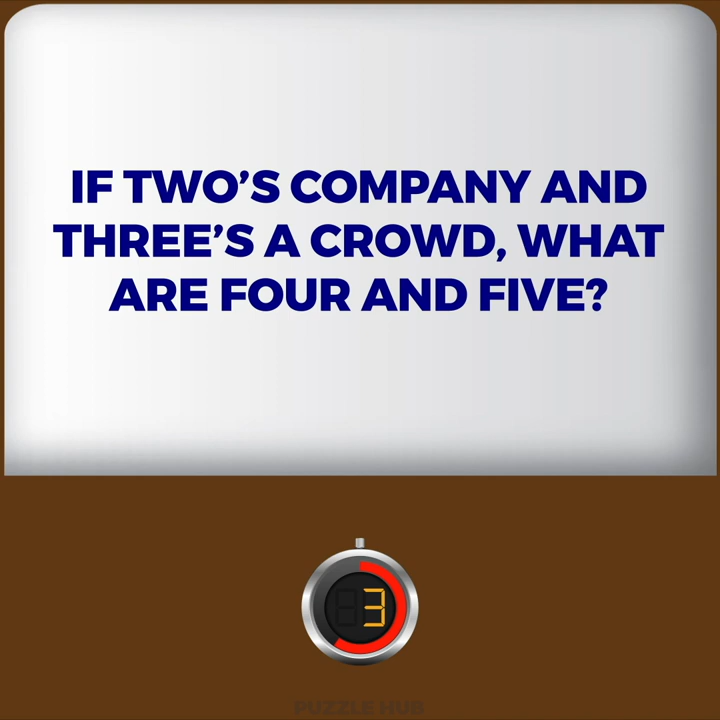 IF TWO’S COMPANY AND
THREE’S A CROWD, WHAT
ARE FOUR AND FIVE?
3
PUZZLE HUB